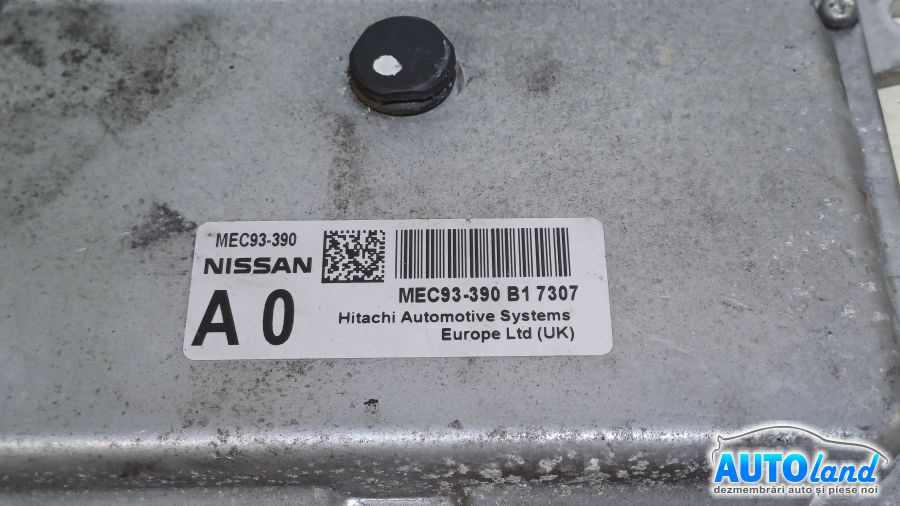 MEC93-390
NISSAN
A 0
MEC93-390 B1 7307
Hitachi Automotive Systems
Europe Ltd (UK)
AUTOland
dezmembrări auto și piese noi